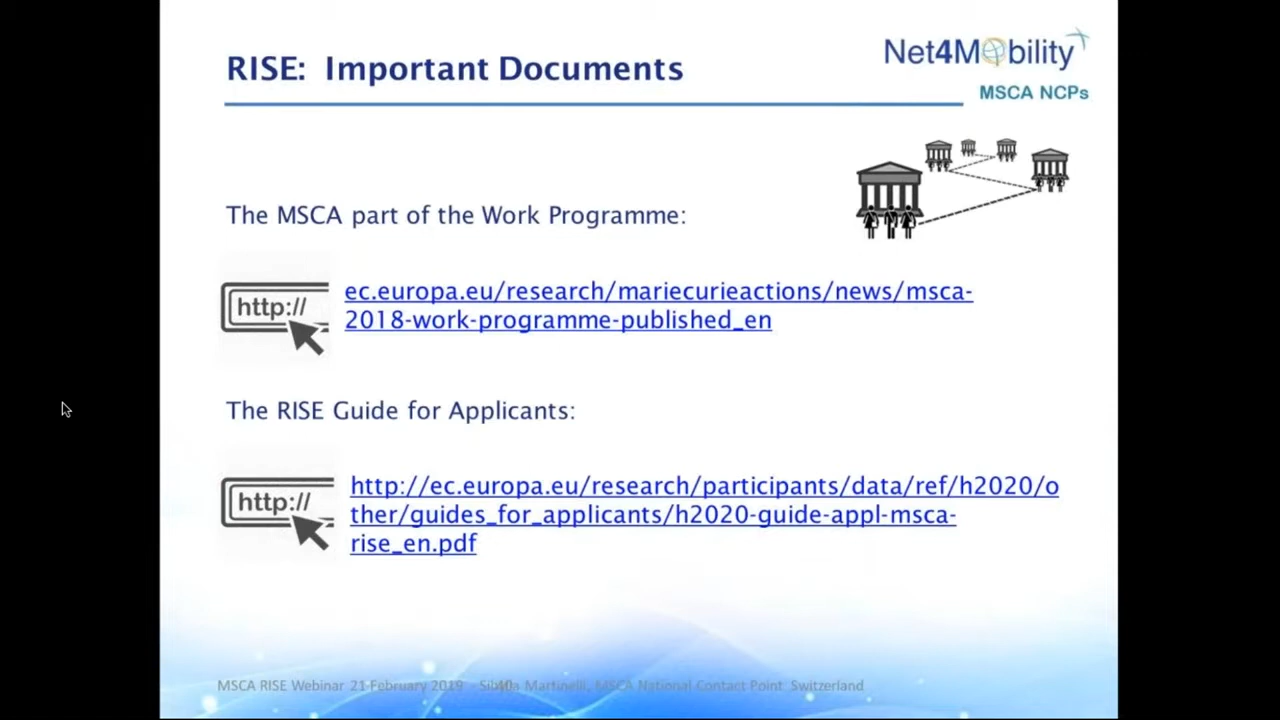 RISE: Important Documents
Net4Mobility
MSCA NCPs
The MSCA part of the Work Programme:
http://
ec.europa.eu/research/mariecurieactions/news/msca-
2018-work-programme-published_en
The RISE Guide for Applicants:
http://
http://ec.europa.eu/research/participants/data/ref/h2020/o
ther/guides_for_applicants/h2020-guide-appl-msca-
rise_en.pdf
MSCA RISE Webinar 21 February 2019 - Martinelli, MSCA National Contact Point Switzerland